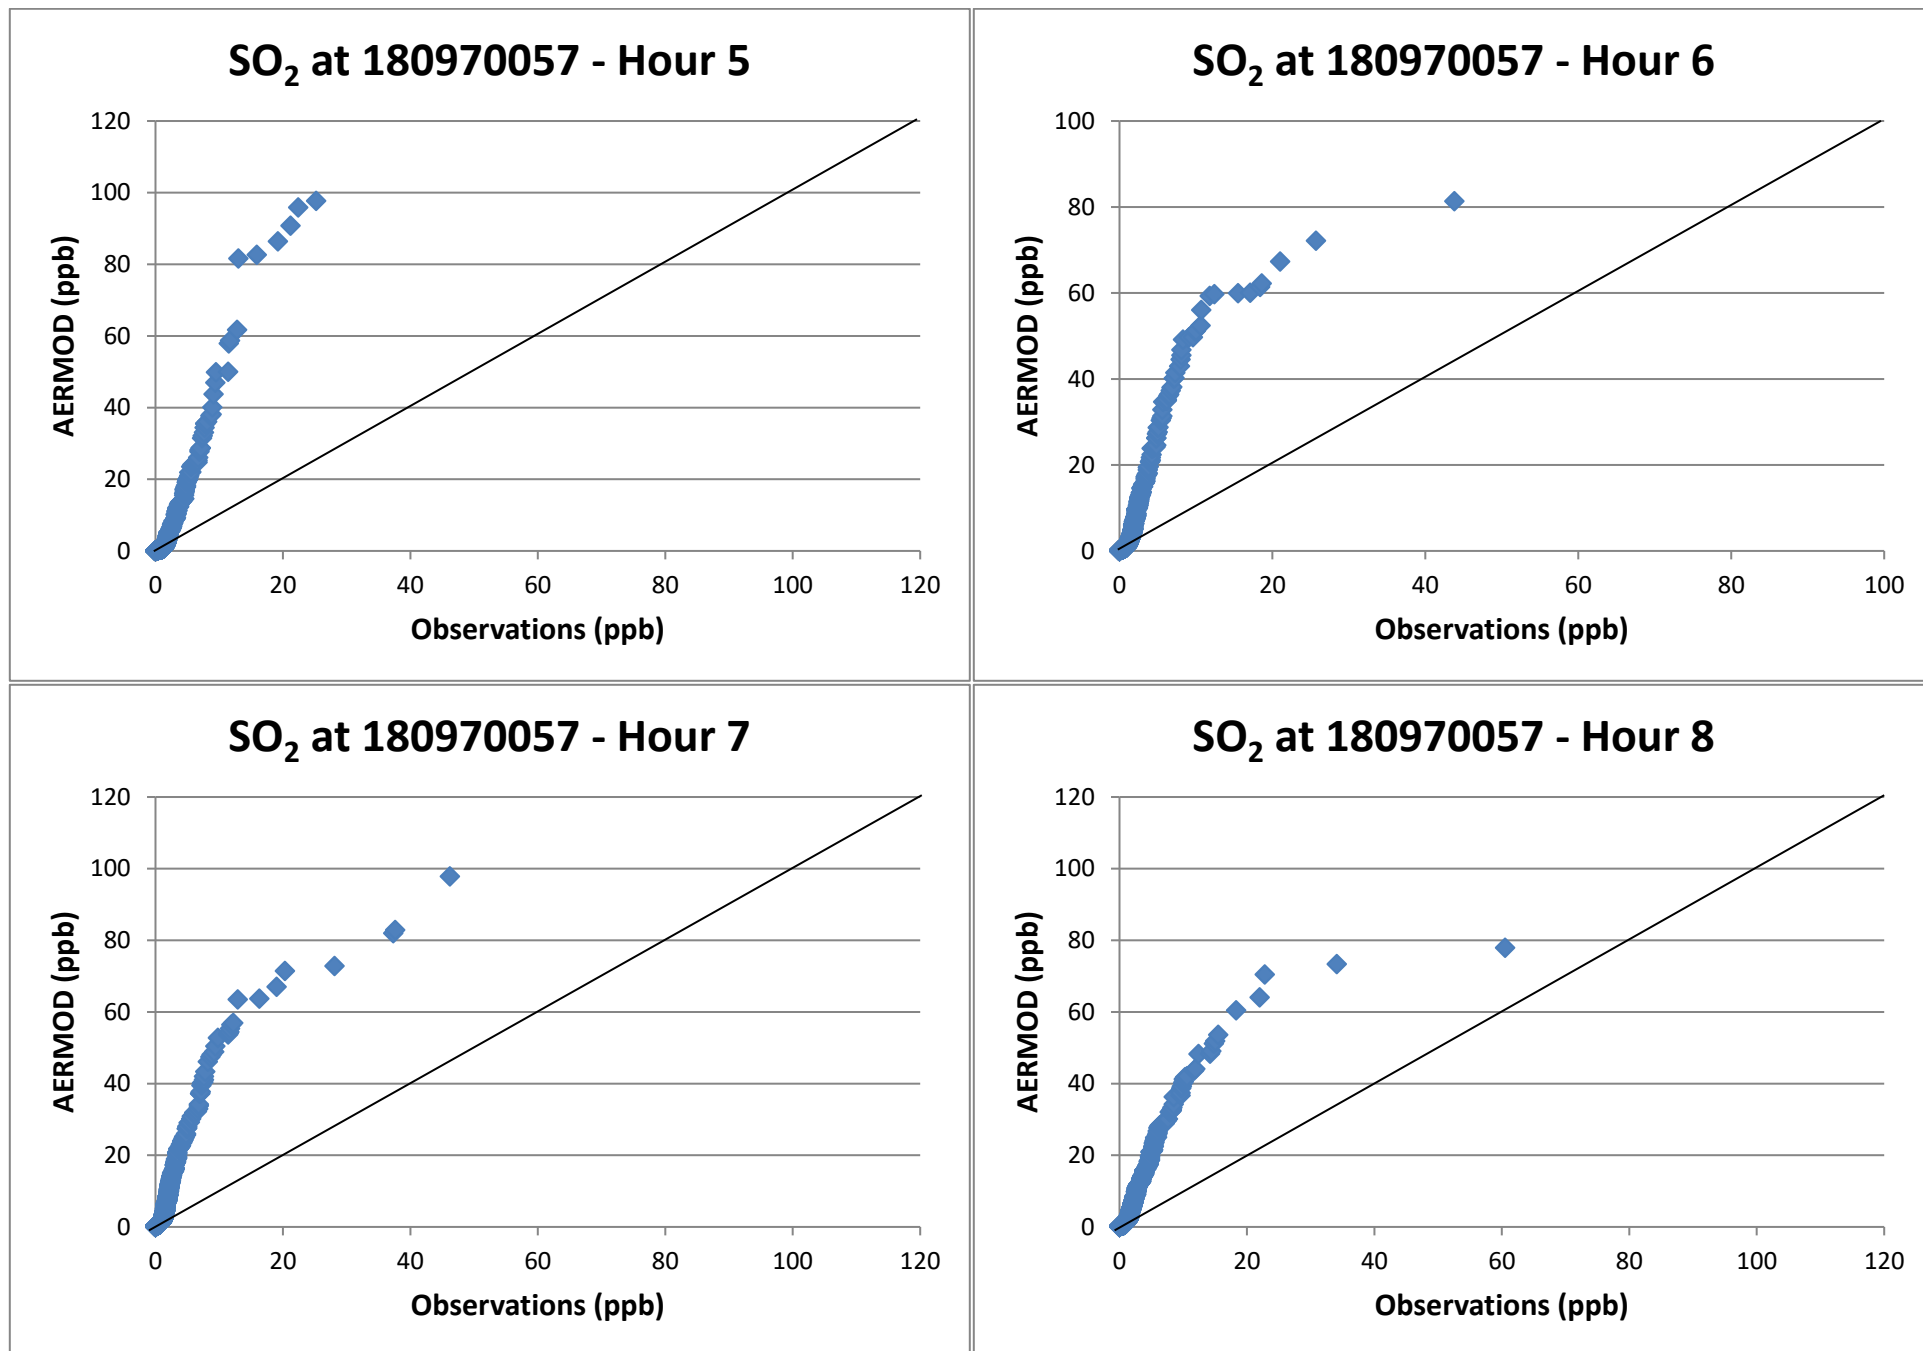 SO₂ at 180970057 - Hour 5
120
100
80
60
40
20
0
AERMOD (ppb)
0 20 40 60 80 100 120
Observations (ppb)
SO₂ at 180970057 - Hour 6
100
80
60
40
20
0
AERMOD (ppb)
0 20 40 60 80 100
Observations (ppb)
SO₂ at 180970057 - Hour 7
120
100
80
60
40
20
0
AERMOD (ppb)
0 20 40 60 80 100 120
Observations (ppb)
SO₂ at 180970057 - Hour 8
120
100
80
60
40
20
0
AERMOD (ppb)
0 20 40 60 80 100 120
Observations (ppb)